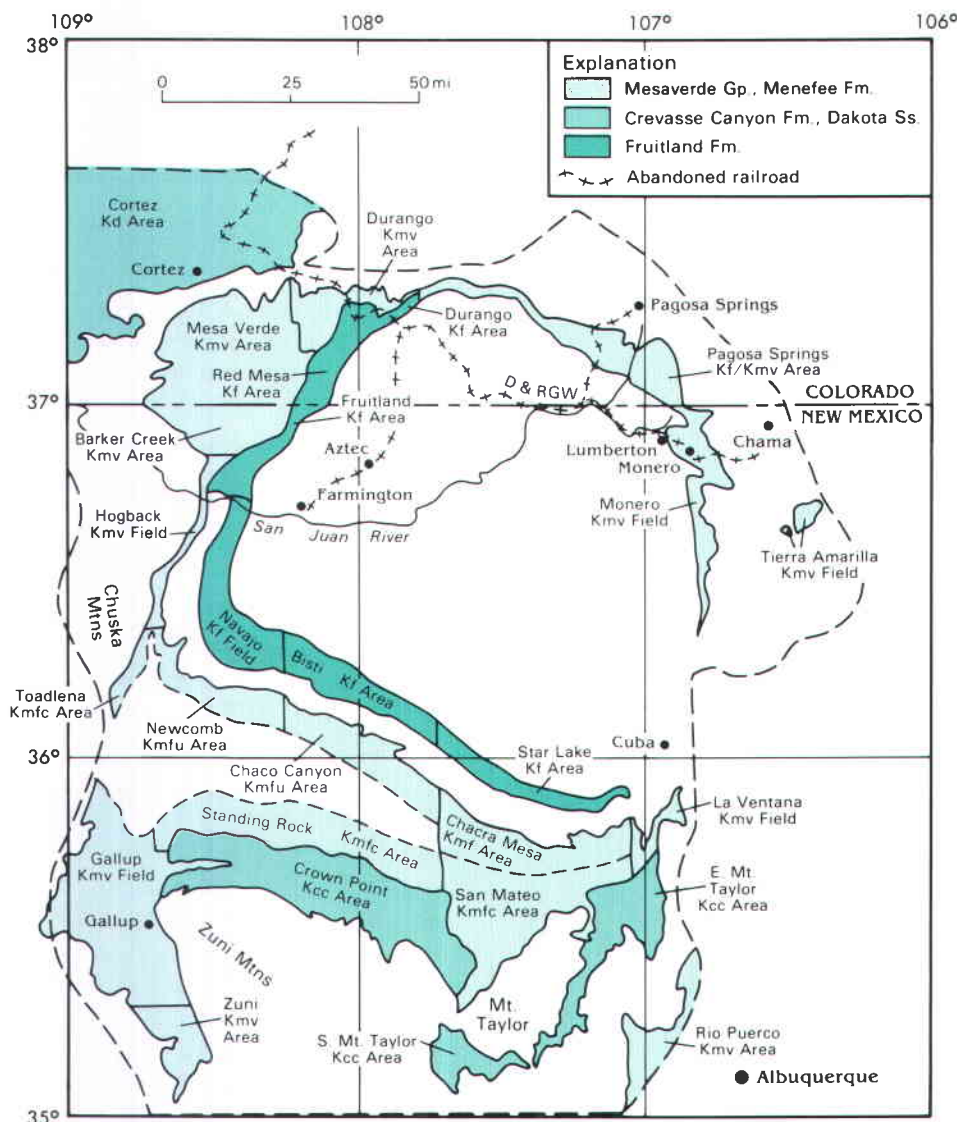 109°
108°
107°
106°
38°
37°
36°
35°
0 25 50 mi
Explanation
Mesaverde Gp., Menefee Fm.
Crevasse Canyon Fm., Dakota Ss.
Fruitland Fm.
Abandoned railroad
Cortez
Kd Area
Cortez
Durango
Kmv
Area
Mesa Verde
Kmv Area
Durango
Kf Area
Pagosa Springs
Pagosa Springs
Kf/Kmv Area
Red Mesa
Kf Area
Fruitland
Kf Area
D & RGW
COLORADO
NEW MEXICO
Barker Creek
Kmv Area
Aztec
Farmington
Lumberton
Monero
Chama
Hogback
Kmv Field
San Juan River
Monero
Kmv Field
Tierra Amarilla
Kmv Field
Chuska
Mtns
Navajo
Kf Field
Bisti Kf Area
Toadlena
Kmfc Area
Newcomb
Kmfu Area
Chaco Canyon
Kmfu Area
Star Lake
Kf Area
Cuba
La Ventana
Kmv Field
Standing Rock Kmfc Area
Chacra Mesa
Kmf Area
Gallup
Kmv Field
Crown Point
Kcc Area
San Mateo
Kmfc Area
E. Mt.
Taylor
Kcc Area
Gallup
Zuni Mtns
Zuni
Kmv
Area
Mt.
Taylor
S. Mt. Taylor
Kcc Area
Rio Puerco
Kmv Area
Albuquerque